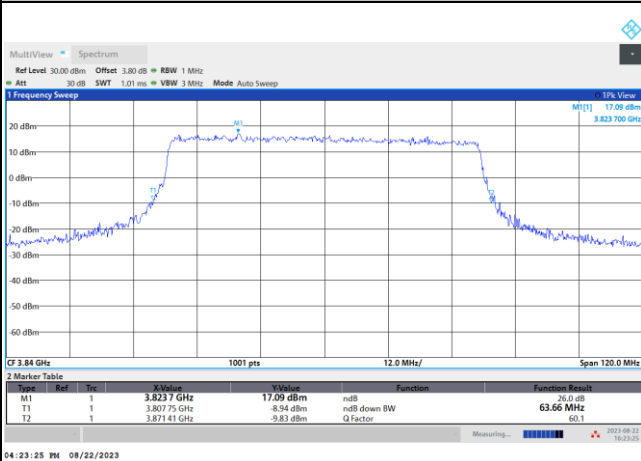 MultiView Spectrum
Ref Level 30.00 dBm Offset 3.80 dB RBW 1 MHz
Att 30 dB SWT 1.01 ms VBW 3 MHz Mode Auto Sweep
1 Frequency Sweep 1Pk View
M1[1] 17.09 dBm
3.823 700 GHz
M1
20 dBm
10 dBm
0 dBm
T1
-10 dBm
-20 dBm
-30 dBm
-40 dBm
-50 dBm
-60 dBm
CF 3.84 GHz 1001 pts 12.0 MHz/ Span 120.0 MHz
2 Marker Table
Type Ref Trc X-Value Y-Value Function Function Result
M1 1 3.823 7 GHz 17.09 dBm ndB 26.0 dB
T1 1 3.807 75 GHz -8.94 dBm ndB down BW 63.66 MHz
T2 1 3.871 41 GHz -9.83 dBm Q Factor 60.1
Measuring... 2023-08-22
16:23:25
04:23:25 PM 08/22/2023